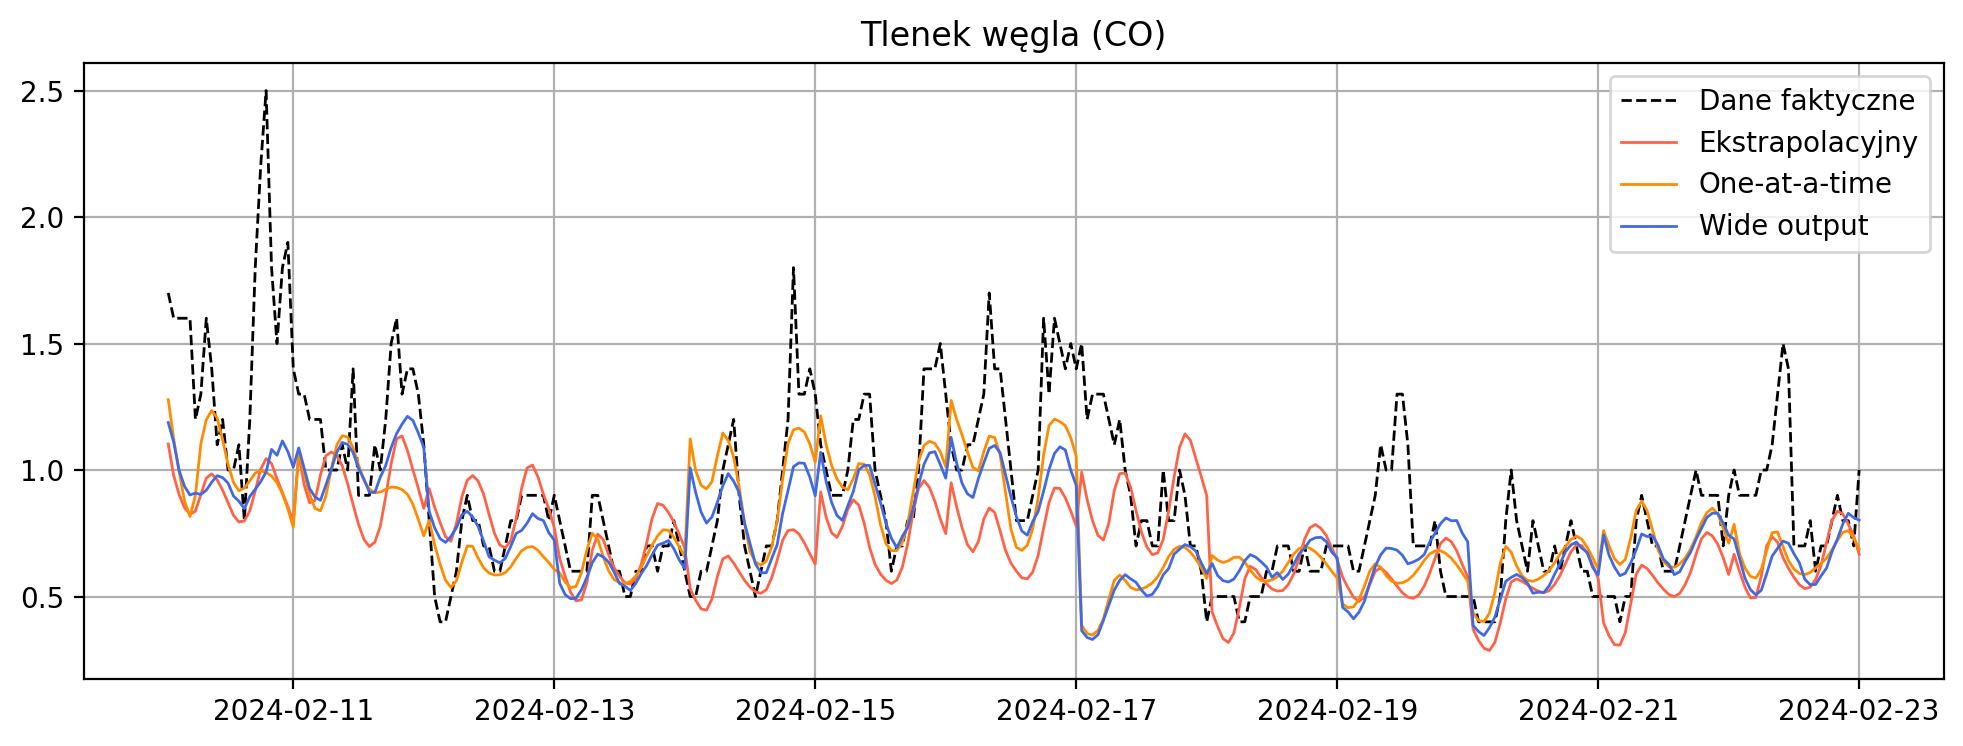 Tlenek węgla (CO)
2.5
2.0
1.5
1.0
0.5
Dane faktyczne
Ekstrapolacyjny
One-at-a-time
Wide output
2024-02-11
2024-02-13
2024-02-15
2024-02-17
2024-02-19
2024-02-21
2024-02-23